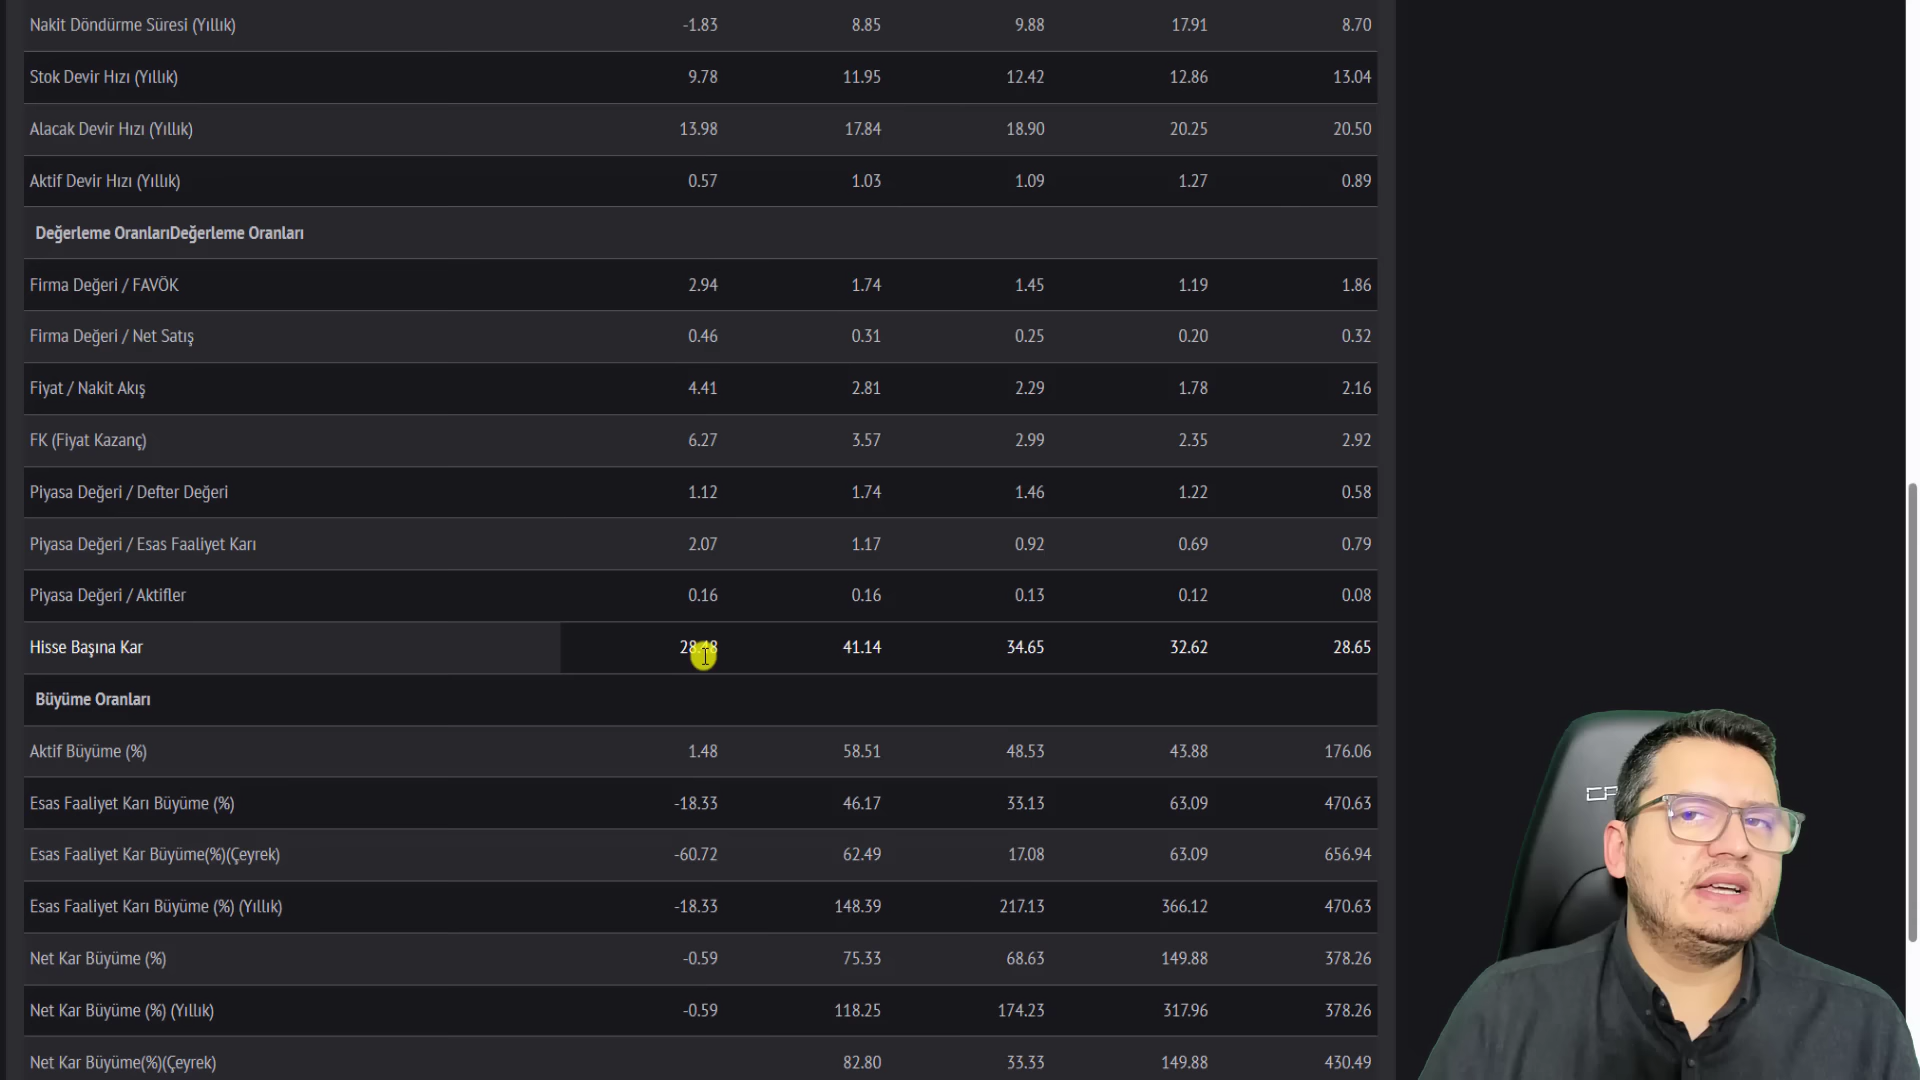 Nakit Döndürme Süresi (Yıllık) -1.83 8.85 9.88 17.91 8.70
Stok Devir Hızı (Yıllık) 9.78 11.95 12.42 12.86 13.04
Alacak Devir Hızı (Yıllık) 13.98 17.84 18.90 20.25 20.50
Aktif Devir Hızı (Yıllık) 0.57 1.03 1.09 1.27 0.89
Değerleme OranlarıDeğerleme Oranları
Firma Değeri / FAVÖK 2.94 1.74 1.45 1.19 1.86
Firma Değeri / Net Satış 0.46 0.31 0.25 0.20 0.32
Fiyat / Nakit Akış 4.41 2.81 2.29 1.78 2.16
FK (Fiyat Kazanç) 6.27 3.57 2.99 2.35 2.92
Piyasa Değeri / Defter Değeri 1.12 1.74 1.46 1.22 0.58
Piyasa Değeri / Esas Faaliyet Karı 2.07 1.17 0.92 0.69 0.79
Piyasa Değeri / Aktifler 0.16 0.16 0.13 0.12 0.08
Hisse Başına Kar 28.48 41.14 34.65 32.62 28.65
Büyüme Oranları
Aktif Büyüme (%) 1.48 58.51 48.53 43.88 176.06
Esas Faaliyet Karı Büyüme (%) -18.33 46.17 33.13 63.09 470.63
Esas Faaliyet Kar Büyüme(%)(Çeyrek) -60.72 62.49 17.08 63.09 656.94
Esas Faaliyet Karı Büyüme (%) (Yıllık) -18.33 148.39 217.13 366.12 470.63
Net Kar Büyüme (%) -0.59 75.33 68.63 149.88 378.26
Net Kar Büyüme (%) (Yıllık) -0.59 118.25 174.23 317.96 378.26
Net Kar Büyüme(%)(Çeyrek) 82.80 33.33 149.88 430.49